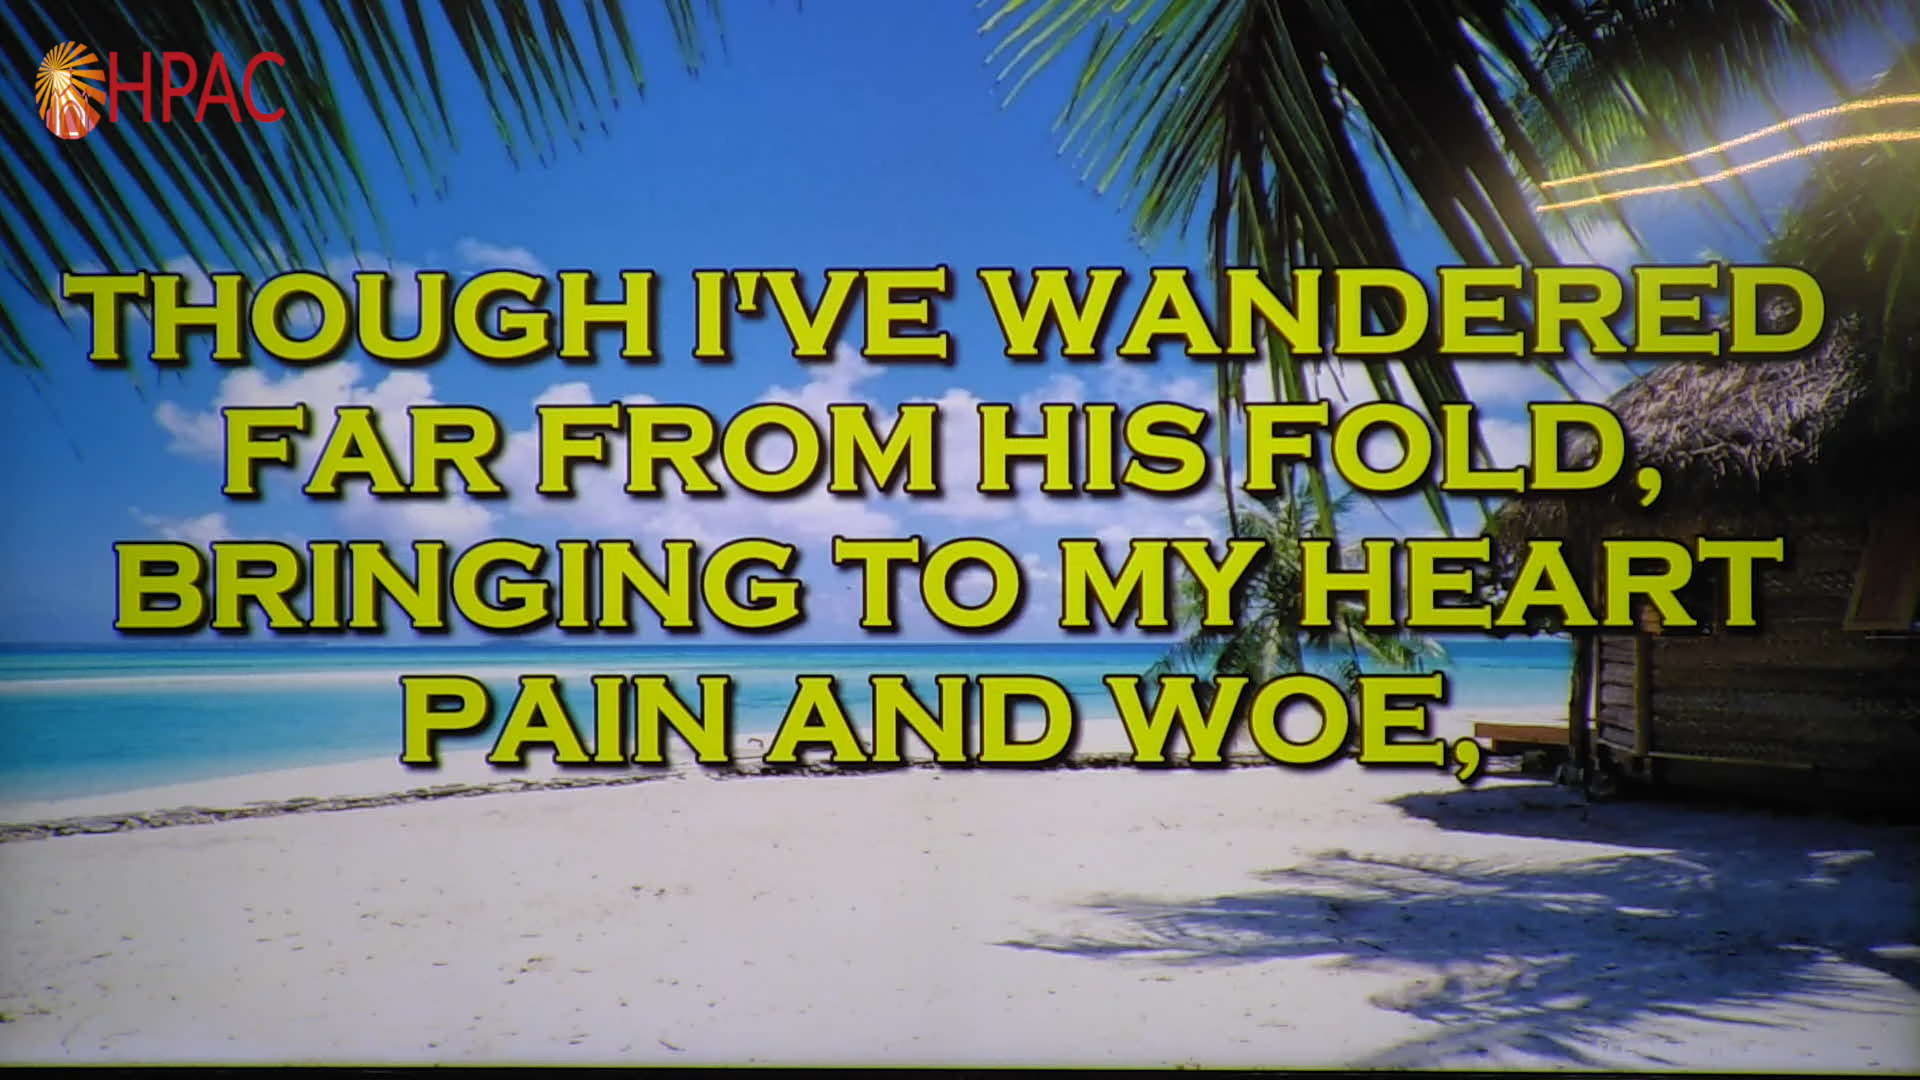 HPAC
THOUGH I'VE WANDERED
FAR FROM HIS FOLD,
BRINGING TO MY HEART
PAIN AND WOE,